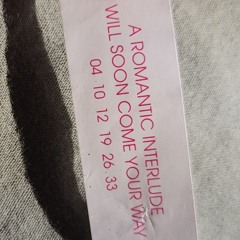 A ROMANTIC INTERLUDE
WILL SOON COME YOUR WAY
04 10 12 19 26 33